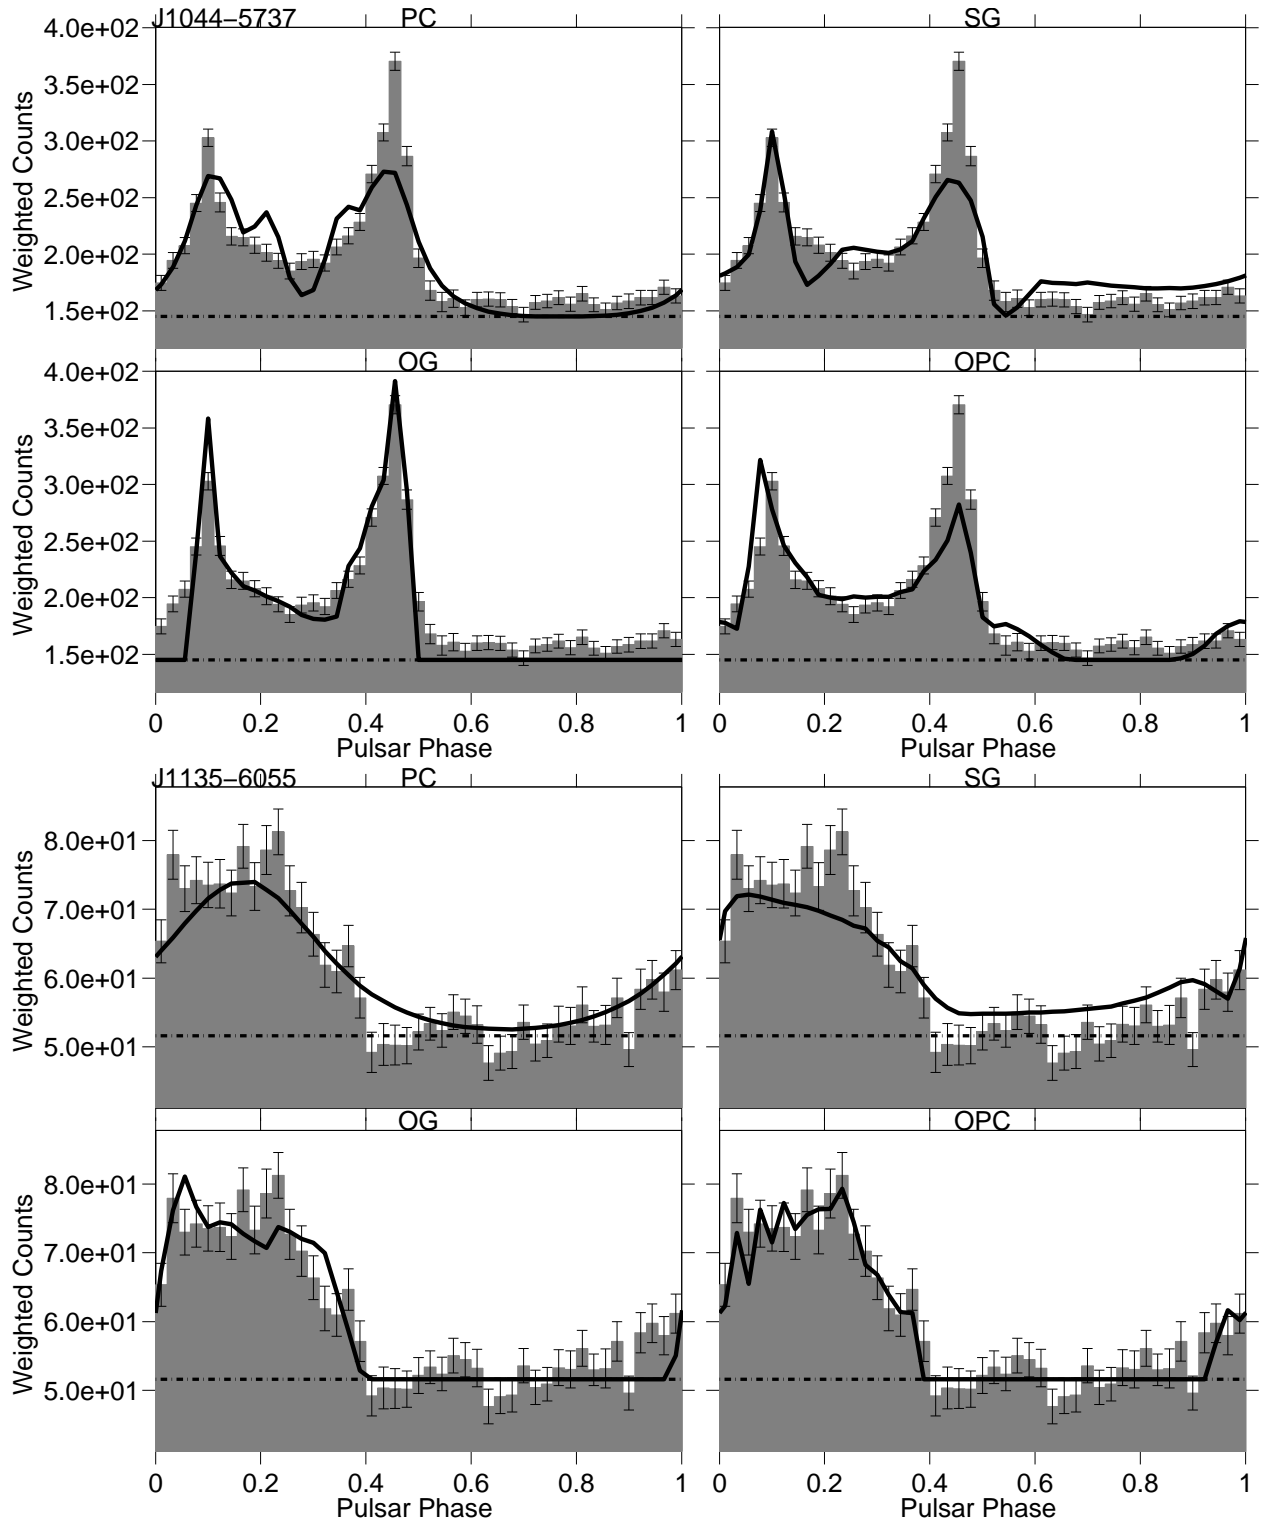 J1044−5737 PC SG
4.0e+02
3.5e+02
3.0e+02
2.5e+02
2.0e+02
1.5e+02
Weighted Counts
OG OPC
4.0e+02
3.5e+02
3.0e+02
2.5e+02
2.0e+02
1.5e+02
Weighted Counts
0 0.2 0.4 0.6 0.8 1 0 0.2 0.4 0.6 0.8 1
Pulsar Phase Pulsar Phase
J1135−6055 PC SG
8.0e+01
7.0e+01
6.0e+01
5.0e+01
Weighted Counts
OG OPC
8.0e+01
7.0e+01
6.0e+01
5.0e+01
Weighted Counts
0 0.2 0.4 0.6 0.8 1 0 0.2 0.4 0.6 0.8 1
Pulsar Phase Pulsar Phase